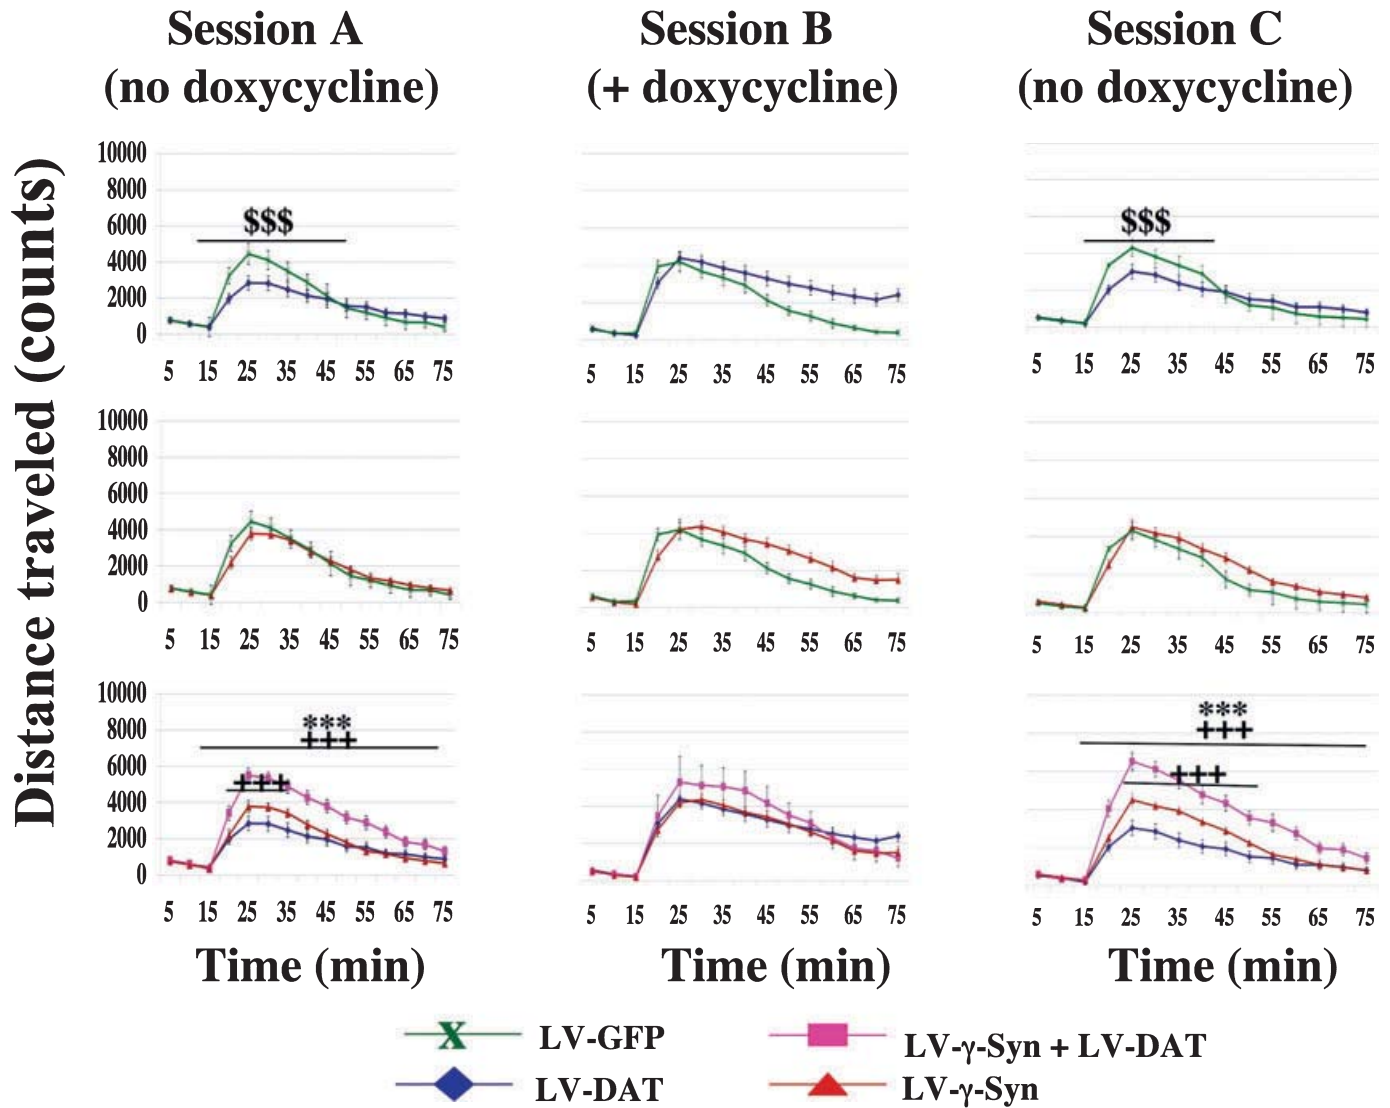 Session A
(no doxycycline)
Session B
(+ doxycycline)
Session C
(no doxycycline)
Distance traveled (counts)
10000
8000
6000
4000
2000
0
$$$
5 15 25 35 45 55 65 75
5 15 25 35 45 55 65 75
$$$
5 15 25 35 45 55 65 75
10000
8000
6000
4000
2000
0
5 15 25 35 45 55 65 75
5 15 25 35 45 55 65 75
5 15 25 35 45 55 65 75
10000
8000
6000
4000
2000
0
***
+++
+++
5 15 25 35 45 55 65 75
5 15 25 35 45 55 65 75
***
+++
+++
5 15 25 35 45 55 65 75
Time (min)
Time (min)
Time (min)
LV-GFP
LV-γ-Syn + LV-DAT
LV-DAT
LV-γ-Syn